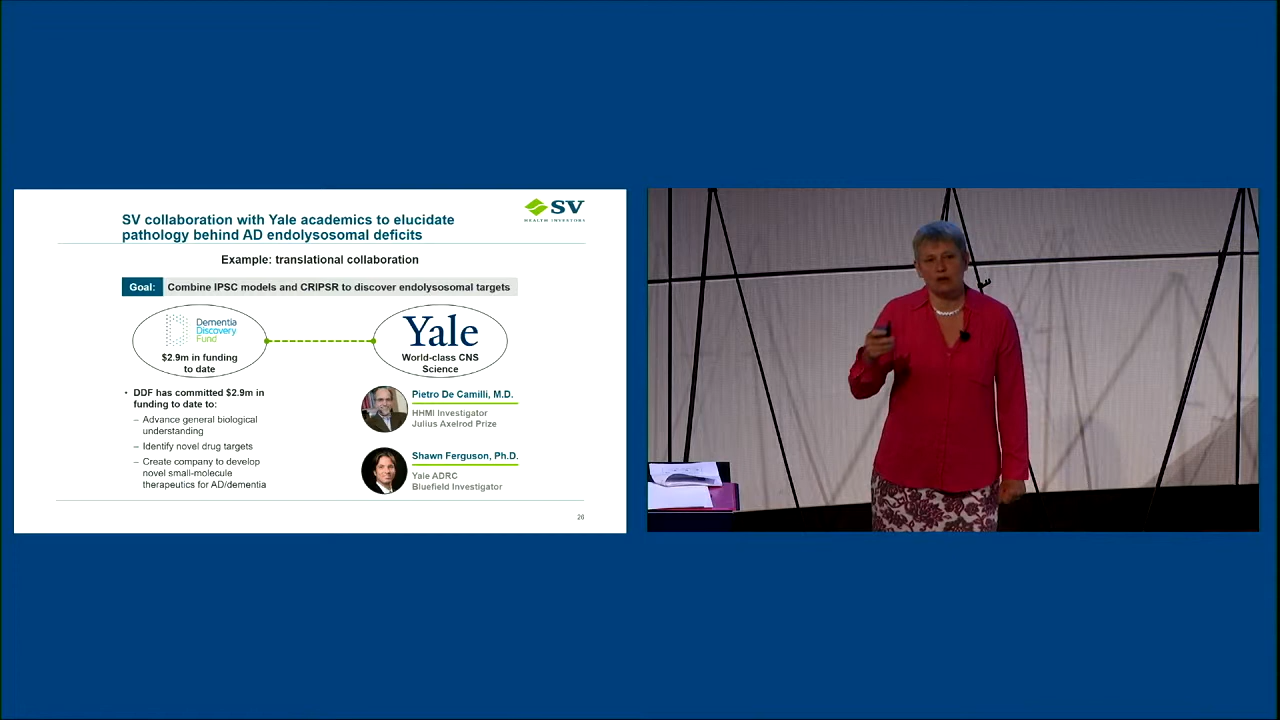 SV
HEALTH INVESTORS
SV collaboration with Yale academics to elucidate
pathology behind AD endolysosomal deficits
Example: translational collaboration
Goal: Combine IPSC models and CRIPSR to discover endolysosomal targets
Dementia
Discovery
Fund
$2.9m in funding
to date
Yale
World-class CNS
Science
• DDF has committed $2.9m in
funding to date to:
– Advance general biological
understanding
– Identify novel drug targets
– Create company to develop
novel small-molecule
therapeutics for AD/dementia
Pietro De Camilli, M.D.
HHMI Investigator
Julius Axelrod Prize
Shawn Ferguson, Ph.D.
Yale ADRC
Bluefield Investigator
26